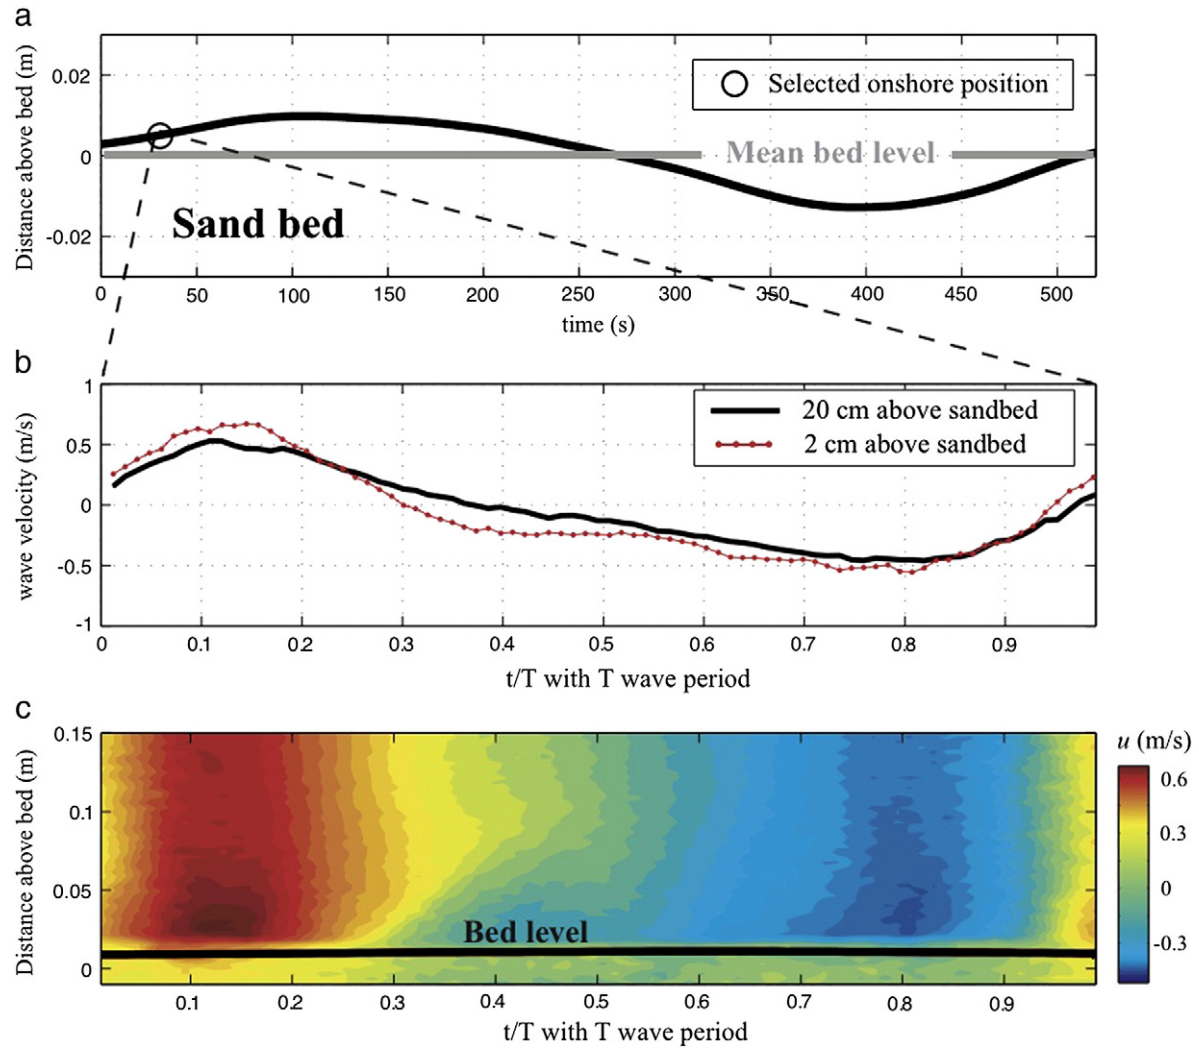 a
Distance above bed (m)
0.02
0
-0.02
Selected onshore position
Mean bed level
Sand bed
0 50 100 150 200 250 300 350 400 450 500
time (s)
b
wave velocity (m/s)
1
0.5
0
-0.5
-1
20 cm above sandbed
2 cm above sandbed
0 0.1 0.2 0.3 0.4 0.5 0.6 0.7 0.8 0.9
t/T with T wave period
c
Distance above bed (m)
0.15
0.1
0.05
0
Bed level
u (m/s)
0.6
0.3
0
-0.3
0.1 0.2 0.3 0.4 0.5 0.6 0.7 0.8 0.9
t/T with T wave period